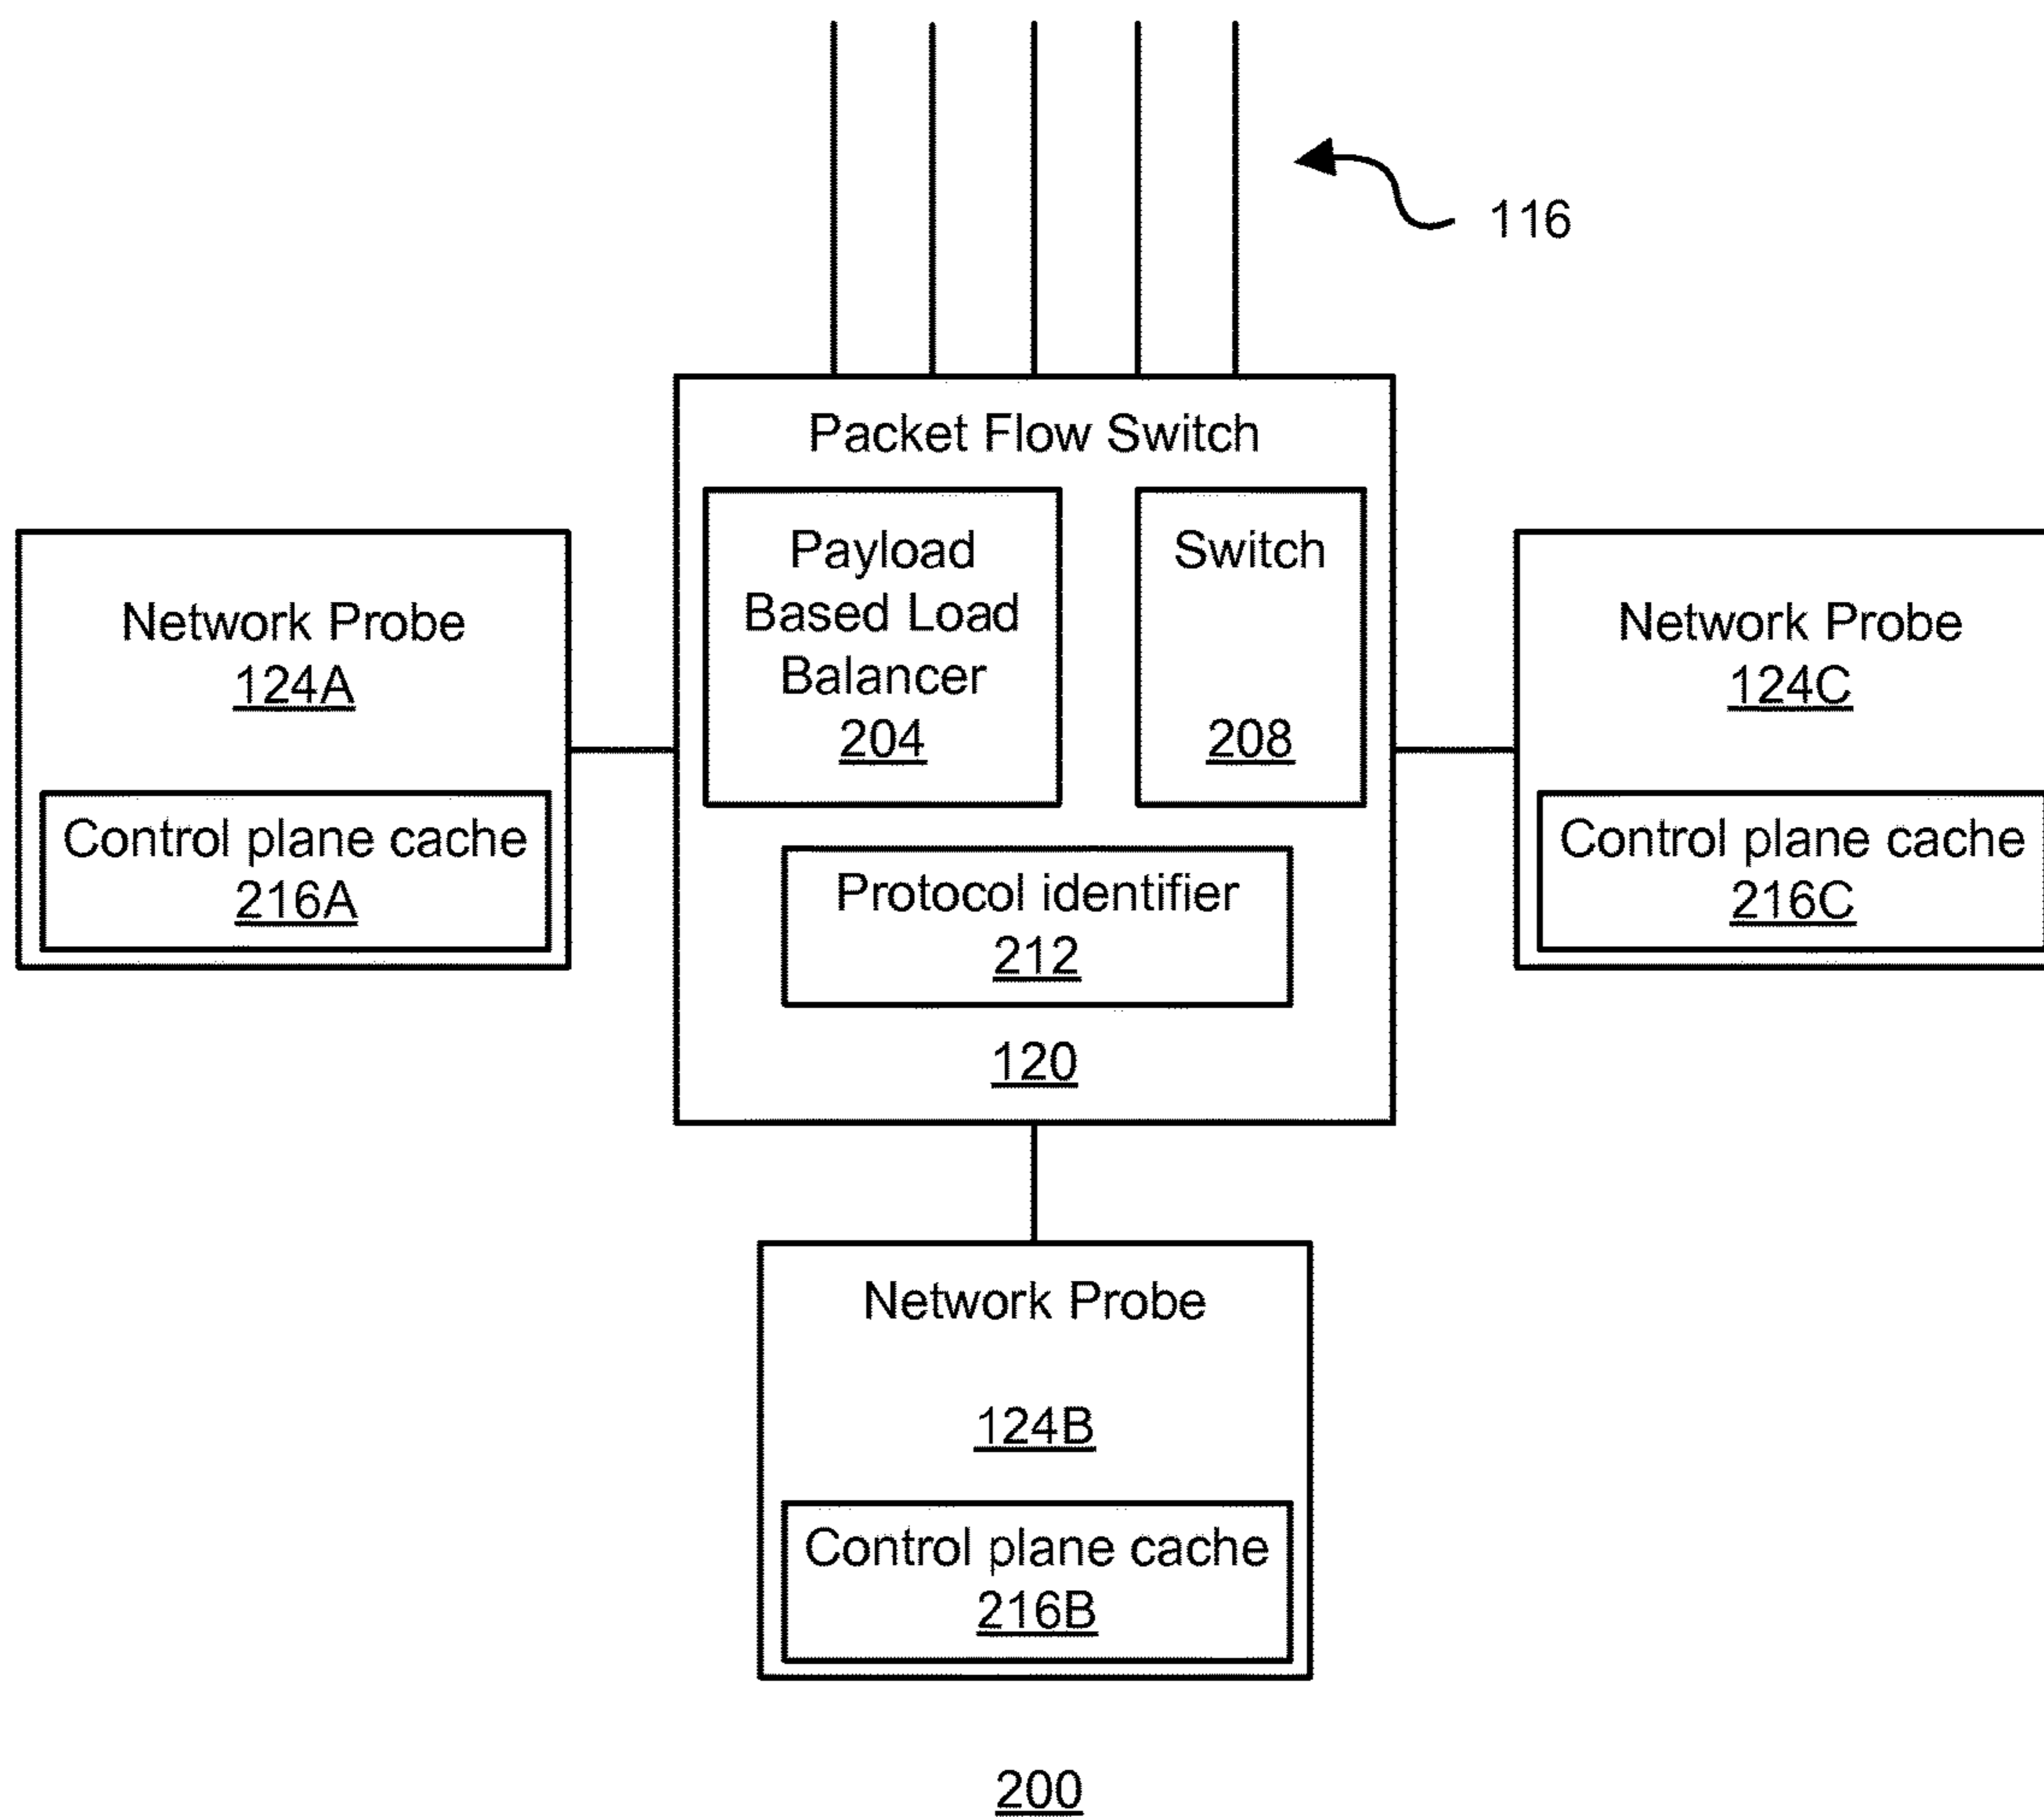 116
Packet Flow Switch
Payload
Based Load
Balancer
204
Switch
208
Protocol identifier
212
120
Network Probe
124A
Control plane cache
216A
Network Probe
124C
Control plane cache
216C
Network Probe
124B
Control plane cache
216B
200